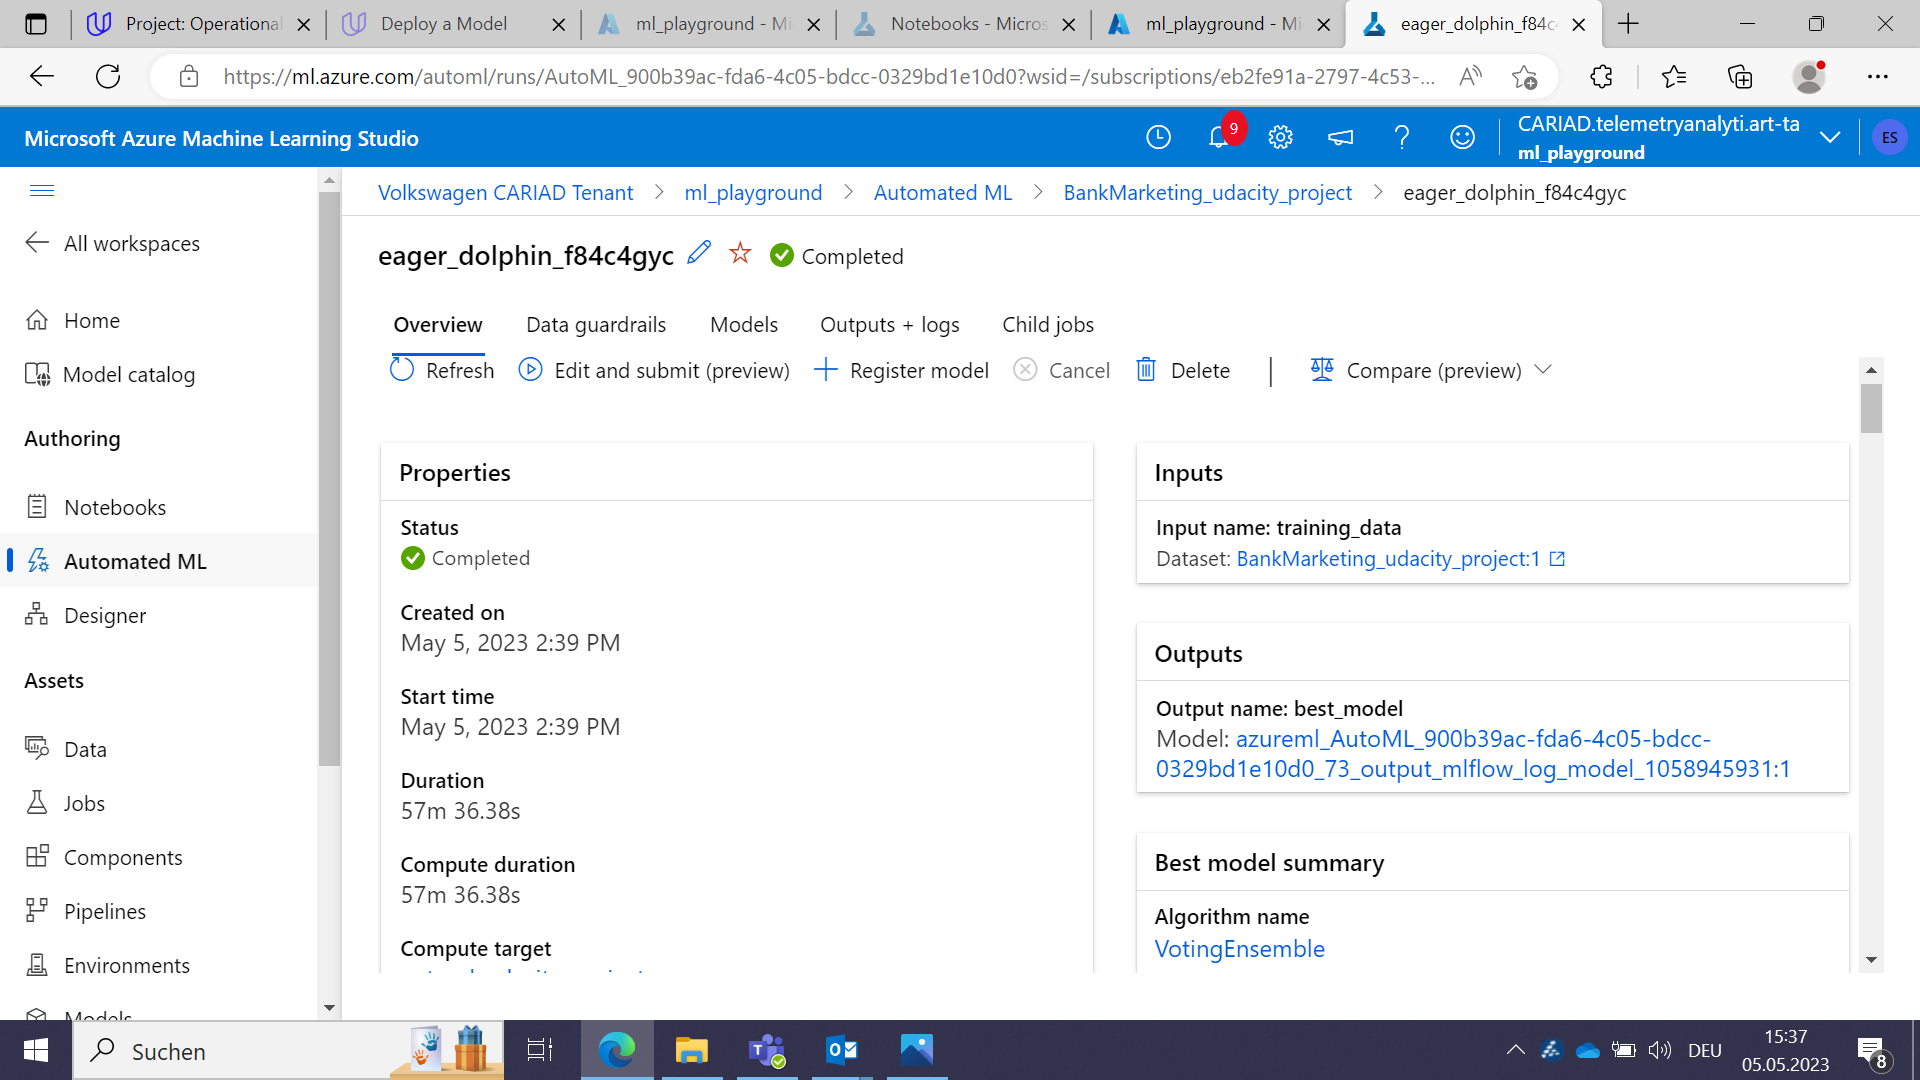 Project: Operational
Deploy a Model
ml_playground - Mi
Notebooks - Micros
ml_playground - Mi
eager_dolphin_f84c
https://ml.azure.com/automl/runs/AutoML_900b39ac-fda6-4c05-bdcc-0329bd1e10d0?wsid=/subscriptions/eb2fe91a-2797-4c53-...
Microsoft Azure Machine Learning Studio
9
CARIAD.telemetryanalyti.art-ta
ml_playground
ES
All workspaces
Home
Model catalog
Authoring
Notebooks
Automated ML
Designer
Assets
Data
Jobs
Components
Pipelines
Environments
Models
Volkswagen CARIAD Tenant > ml_playground > Automated ML > BankMarketing_udacity_project > eager_dolphin_f84c4gyc
eager_dolphin_f84c4gyc
Completed
Overview
Data guardrails
Models
Outputs + logs
Child jobs
Refresh
Edit and submit (preview)
Register model
Cancel
Delete
Compare (preview)
Properties
Status
Completed
Created on
May 5, 2023 2:39 PM
Start time
May 5, 2023 2:39 PM
Duration
57m 36.38s
Compute duration
57m 36.38s
Compute target
Inputs
Input name: training_data
Dataset: BankMarketing_udacity_project:1
Outputs
Output name: best_model
Model: azureml_AutoML_900b39ac-fda6-4c05-bdcc-
0329bd1e10d0_73_output_mlflow_log_model_1058945931:1
Best model summary
Algorithm name
VotingEnsemble
Suchen
DEU
15:37
05.05.2023
8